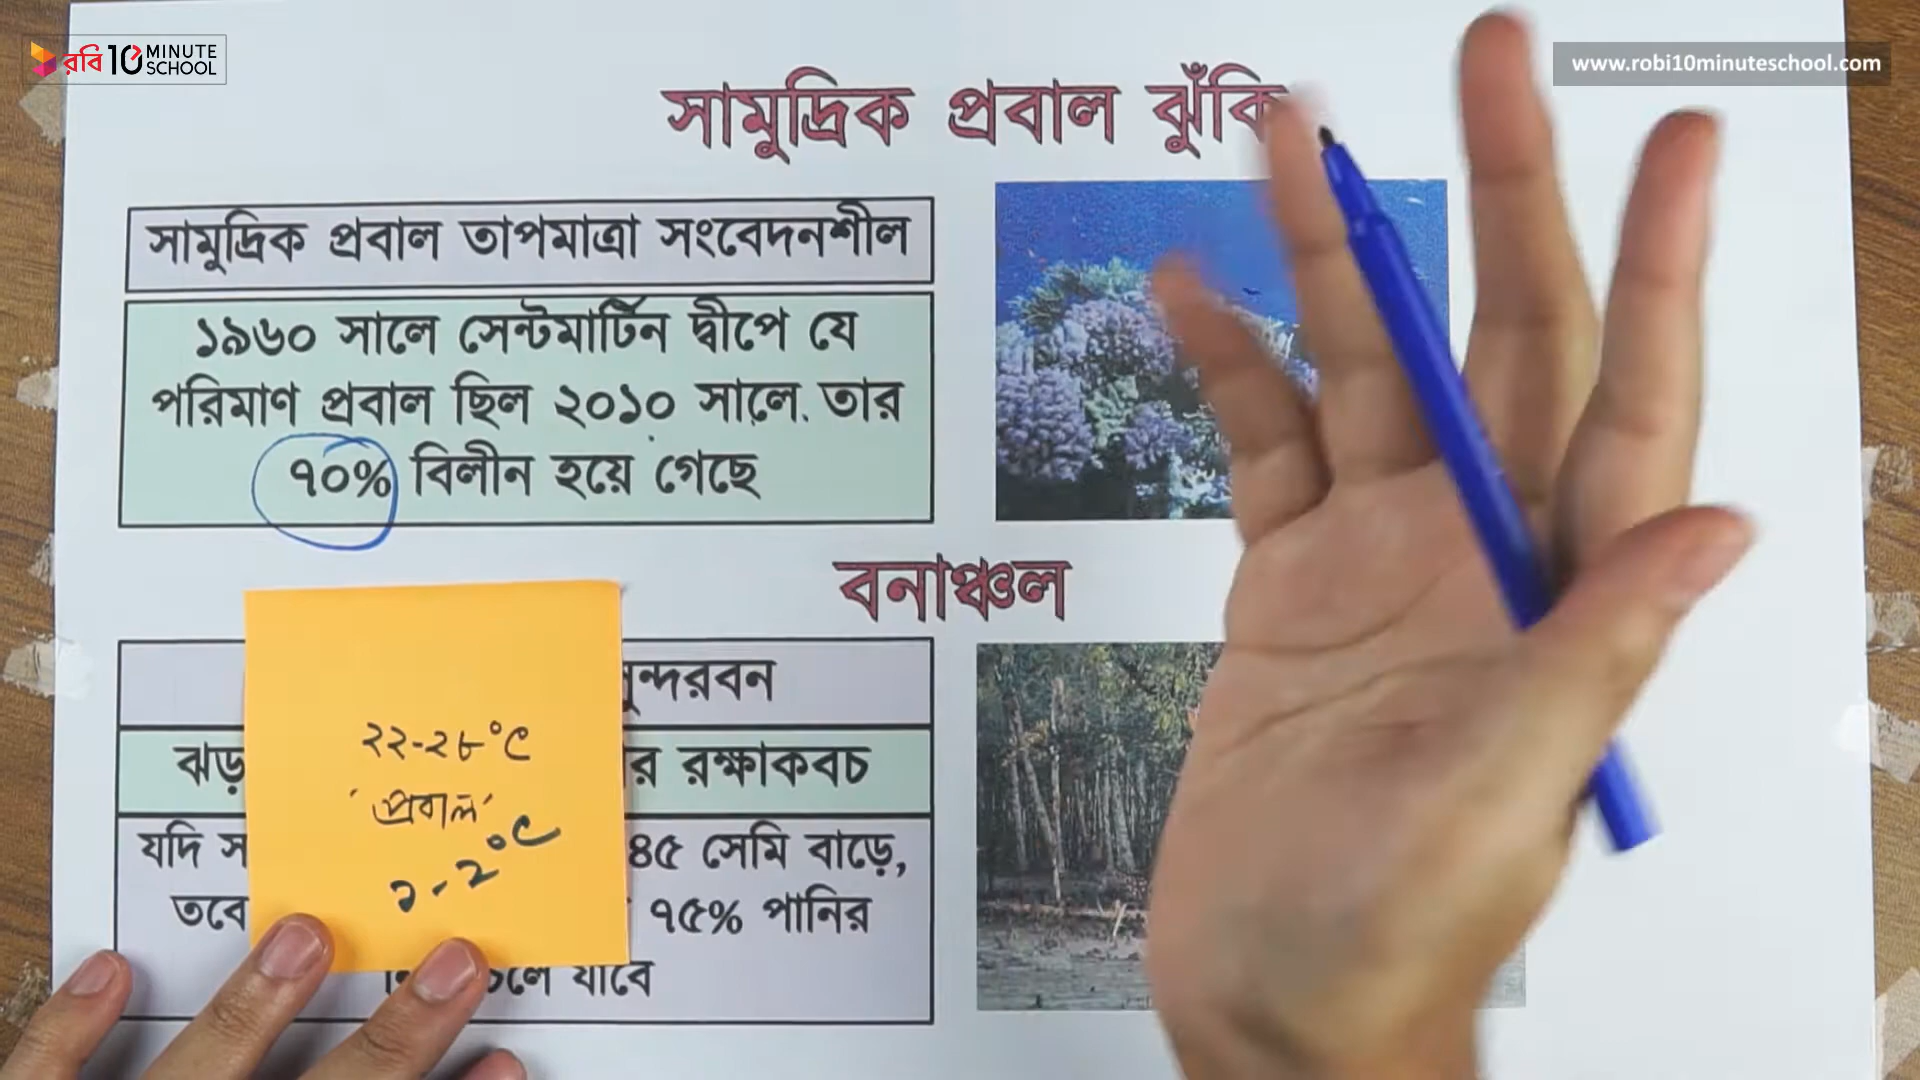 রবি 10 MINUTE SCHOOL
www.robi10minuteschool.com
সামুদ্রিক প্রবাল ঝুঁকি
সামুদ্রিক প্রবাল তাপমাত্রা সংবেদনশীল
১৯৬০ সালে সেন্টমার্টিন দ্বীপে যে
পরিমাণ প্রবাল ছিল ২০১০ সালে তার
৭০% বিলীন হয়ে গেছে
বনাঞ্চল
ন্দরবন
ঝড় র রক্ষাকবচ
যদি স ৪৫ সেমি বাড়ে,
তবে ৭৫% পানির
চলে যাবে
২২-২৮°C
'প্রবাল'
১-২°C